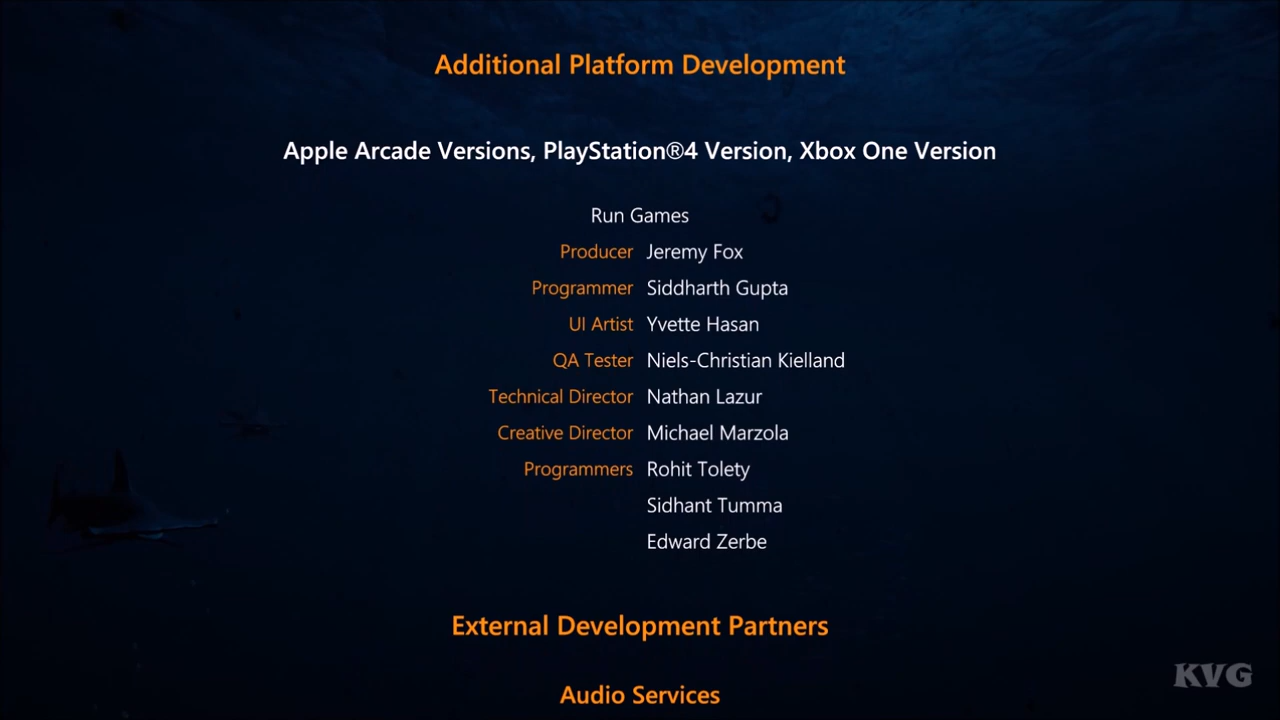 Additional Platform Development
Apple Arcade Versions, PlayStation®4 Version, Xbox One Version
Run Games
Producer Jeremy Fox
Programmer Siddharth Gupta
UI Artist Yvette Hasan
QA Tester Niels-Christian Kielland
Technical Director Nathan Lazur
Creative Director Michael Marzola
Programmers Rohit Tolety
Sidhant Tumma
Edward Zerbe
External Development Partners
Audio Services
KVG